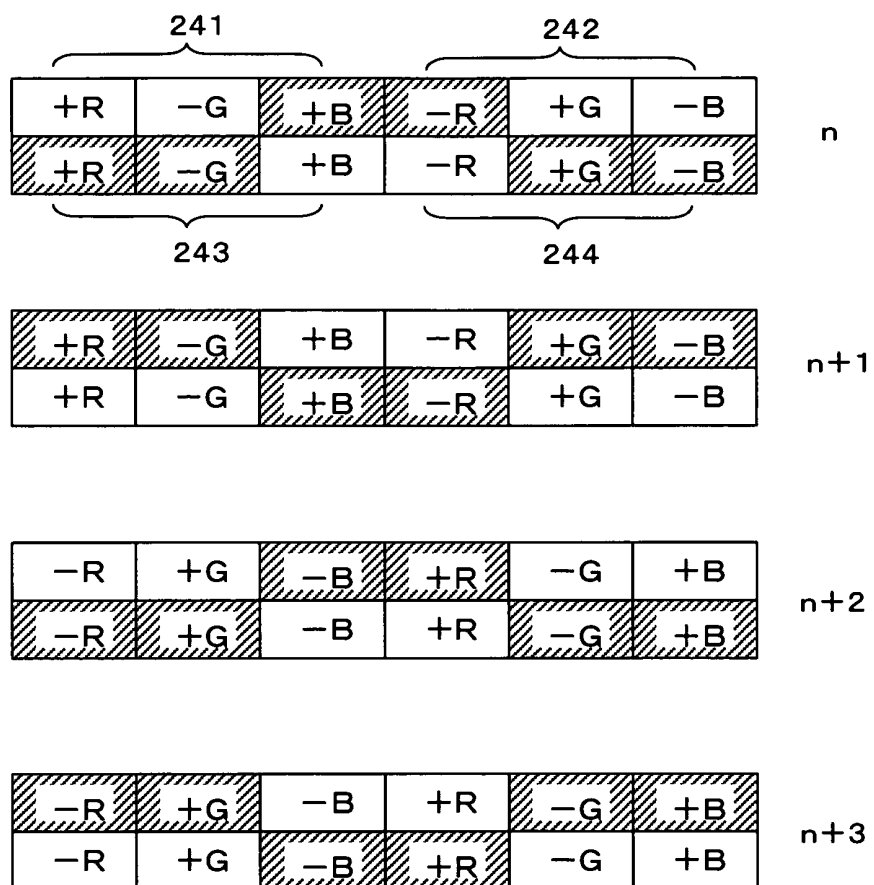 241 242
+R −G +B −R +G −B n
+R −G +B −R +G −B
243 244
+R −G +B −R +G −B n+1
+R −G +B −R +G −B
−R +G −B +R −G +B n+2
−R +G −B +R −G +B
−R +G −B +R −G +B n+3
−R +G −B +R −G +B